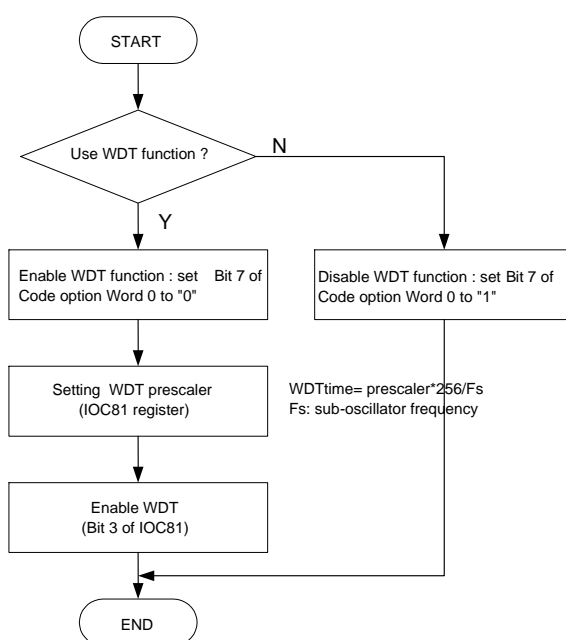 START
Use WDT function ?
N
Y
Enable WDT function : set Bit 7 of
Code option Word 0 to "0"
Disable WDT function : set Bit 7 of
Code option Word 0 to "1"
Setting WDT prescaler
(IOC81 register)
WDTtime= prescaler*256/Fs
Fs: sub-oscillator frequency
Enable WDT
(Bit 3 of IOC81)
END